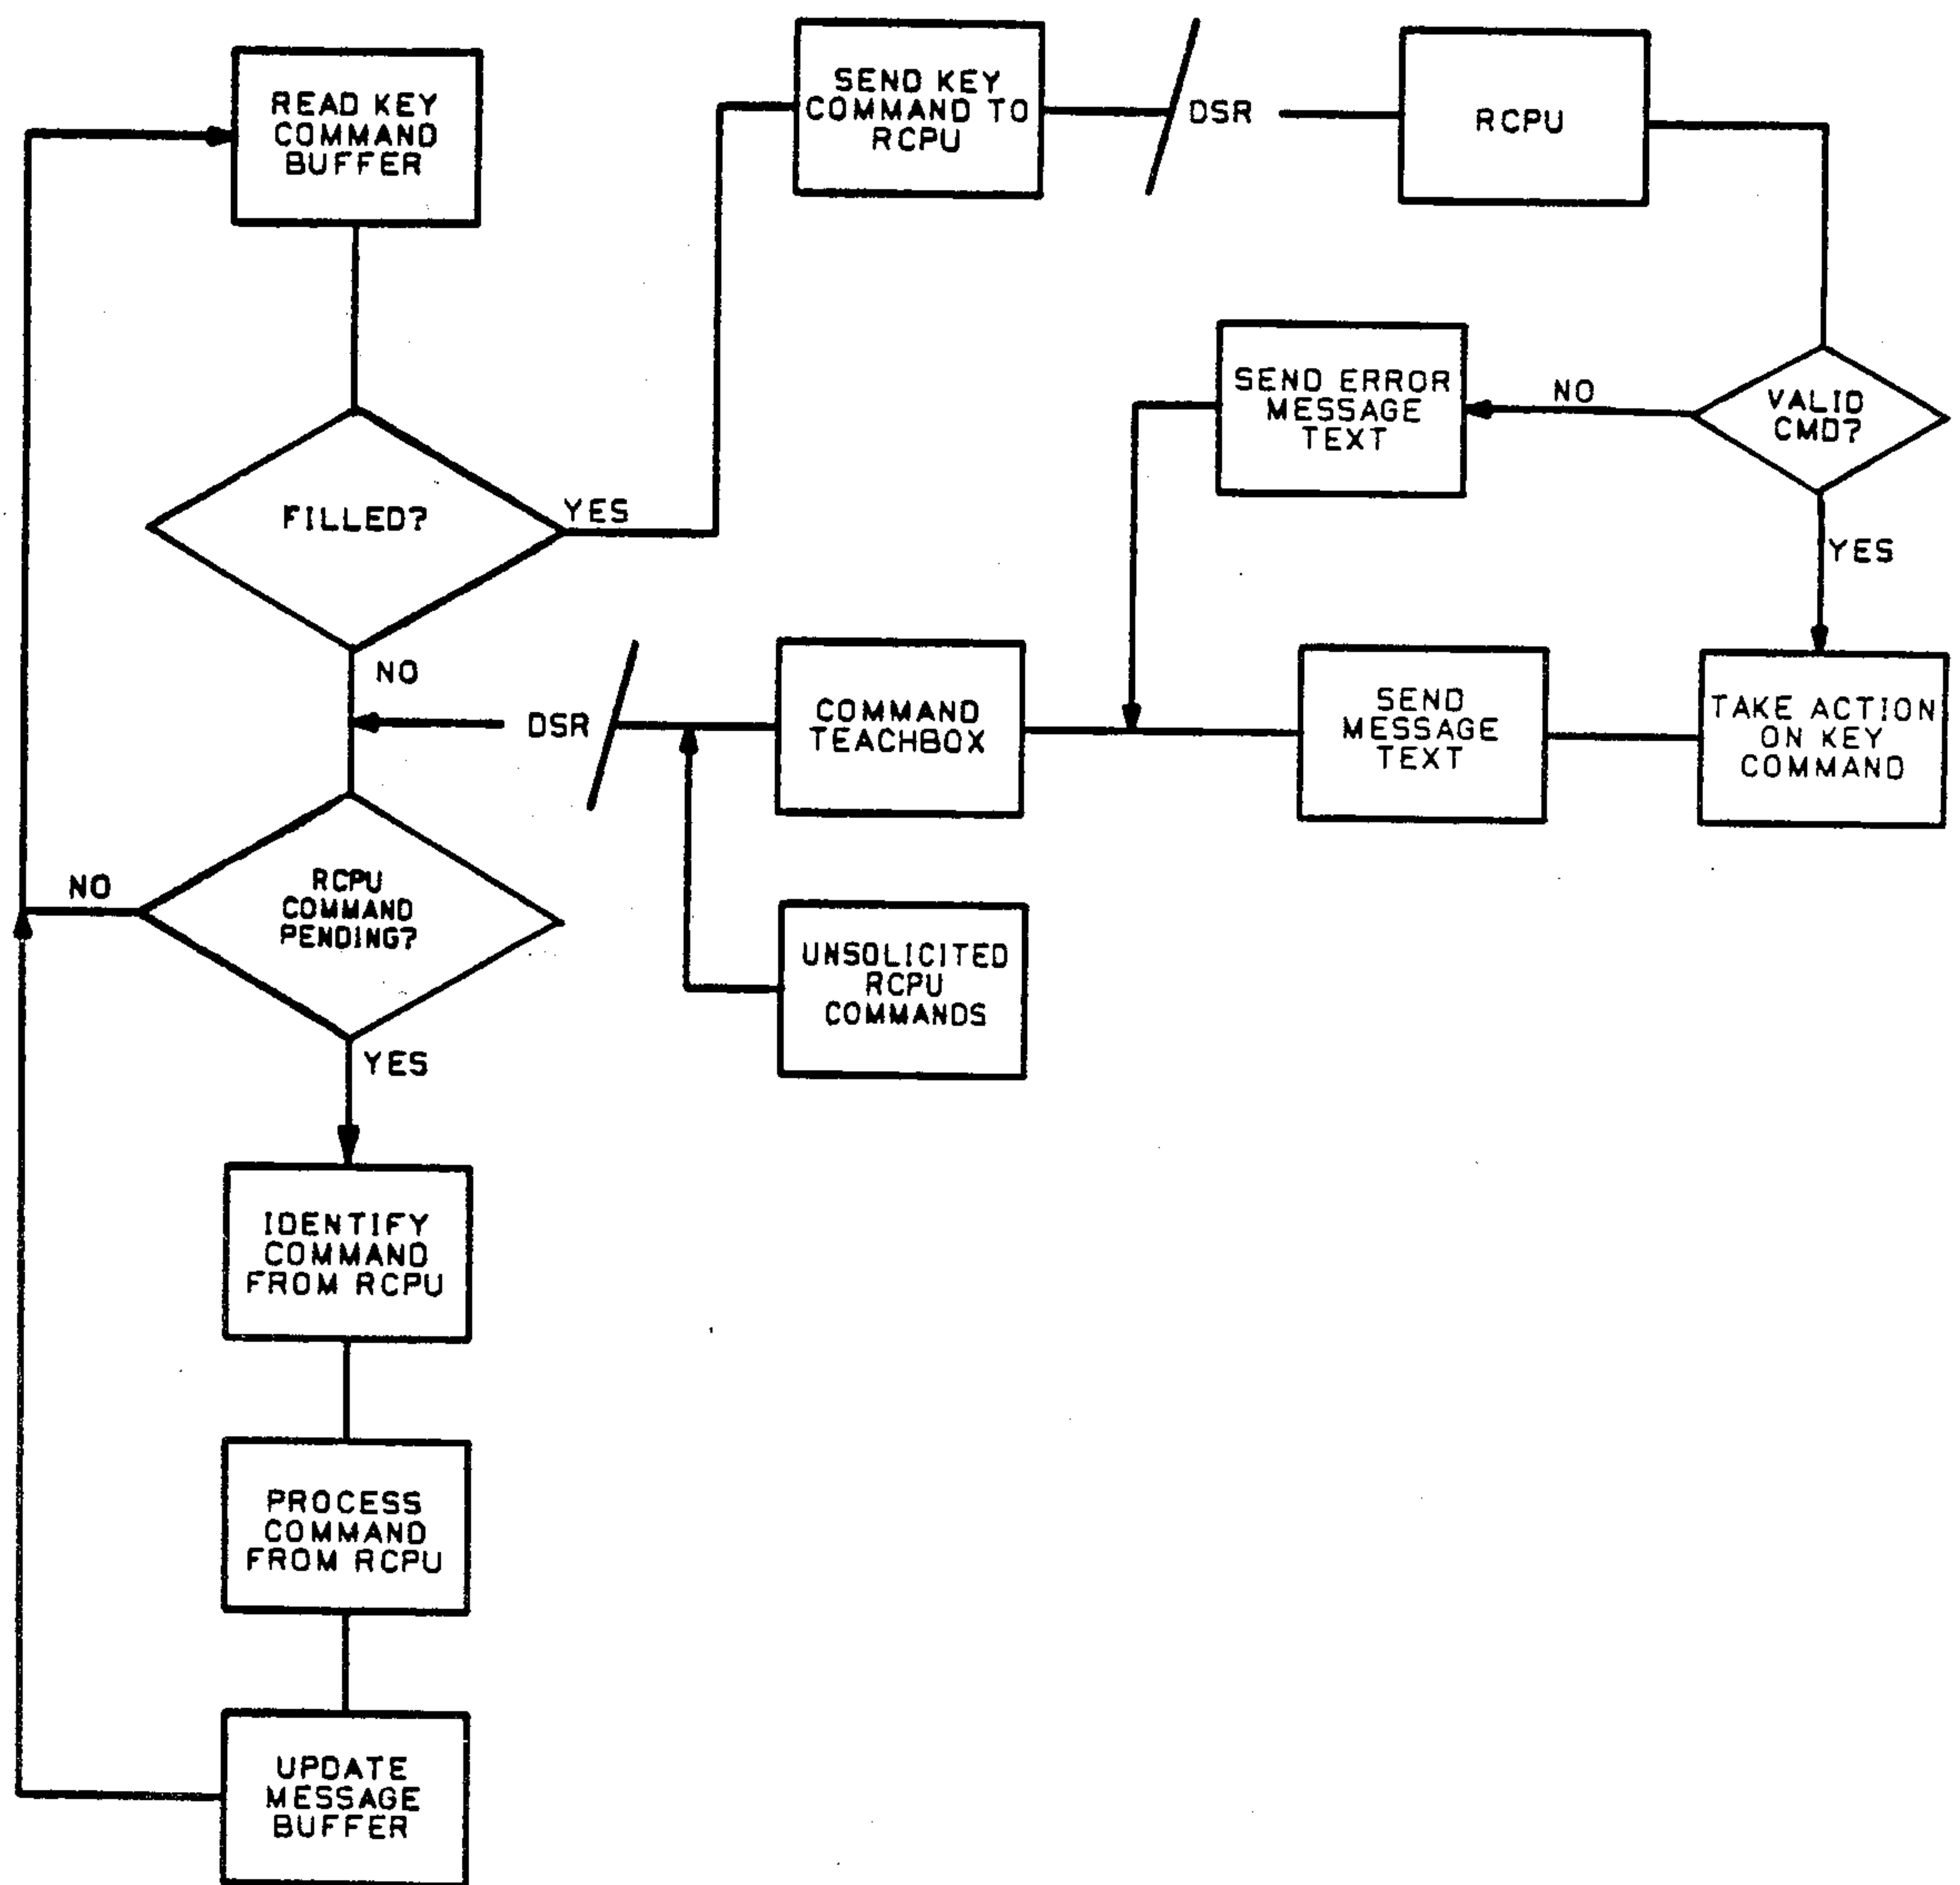 READ KEY
COMMAND
BUFFER
SEND KEY
COMMAND TO
RCPU
DSR
RCPU
SEND ERROR
MESSAGE
TEXT
NO
VALID
CMD?
YES
FILLED?
YES
NO
DSR
COMMAND
TEACHBOX
SEND
MESSAGE
TEXT
TAKE ACTION
ON KEY
COMMAND
NO
RCPU
COMMAND
PENDING?
UNSOLICITED
RCPU
COMMANDS
YES
IDENTIFY
COMMAND
FROM RCPU
PROCESS
COMMAND
FROM RCPU
UPDATE
MESSAGE
BUFFER